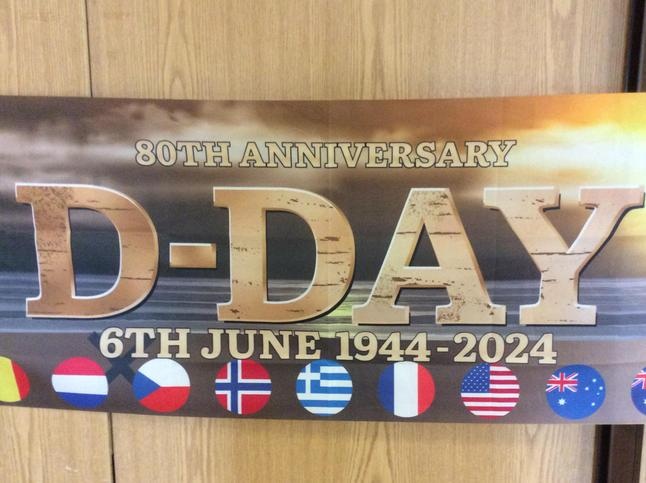 80TH ANNIVERSARY
D-DAY
6TH JUNE 1944-2024